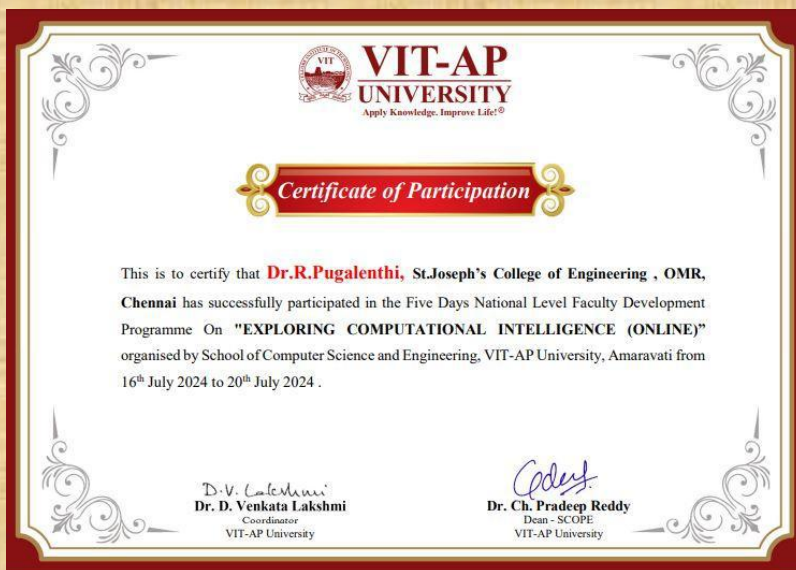 VIT
VIT-AP
UNIVERSITY
Apply Knowledge. Improve Life!®
Certificate of Participation
This is to certify that Dr.R.Pugalenthi, St.Joseph's College of Engineering , OMR,
Chennai has successfully participated in the Five Days National Level Faculty Development
Programme On "EXPLORING COMPUTATIONAL INTELLIGENCE (ONLINE)”
organised by School of Computer Science and Engineering, VIT-AP University, Amaravati from
16th July 2024 to 20th July 2024 .
D.V. Lakshmi
Dr. D. Venkata Lakshmi
Coordinator
VIT-AP University
Dr. Ch. Pradeep Reddy
Dean - SCOPE
VIT-AP University